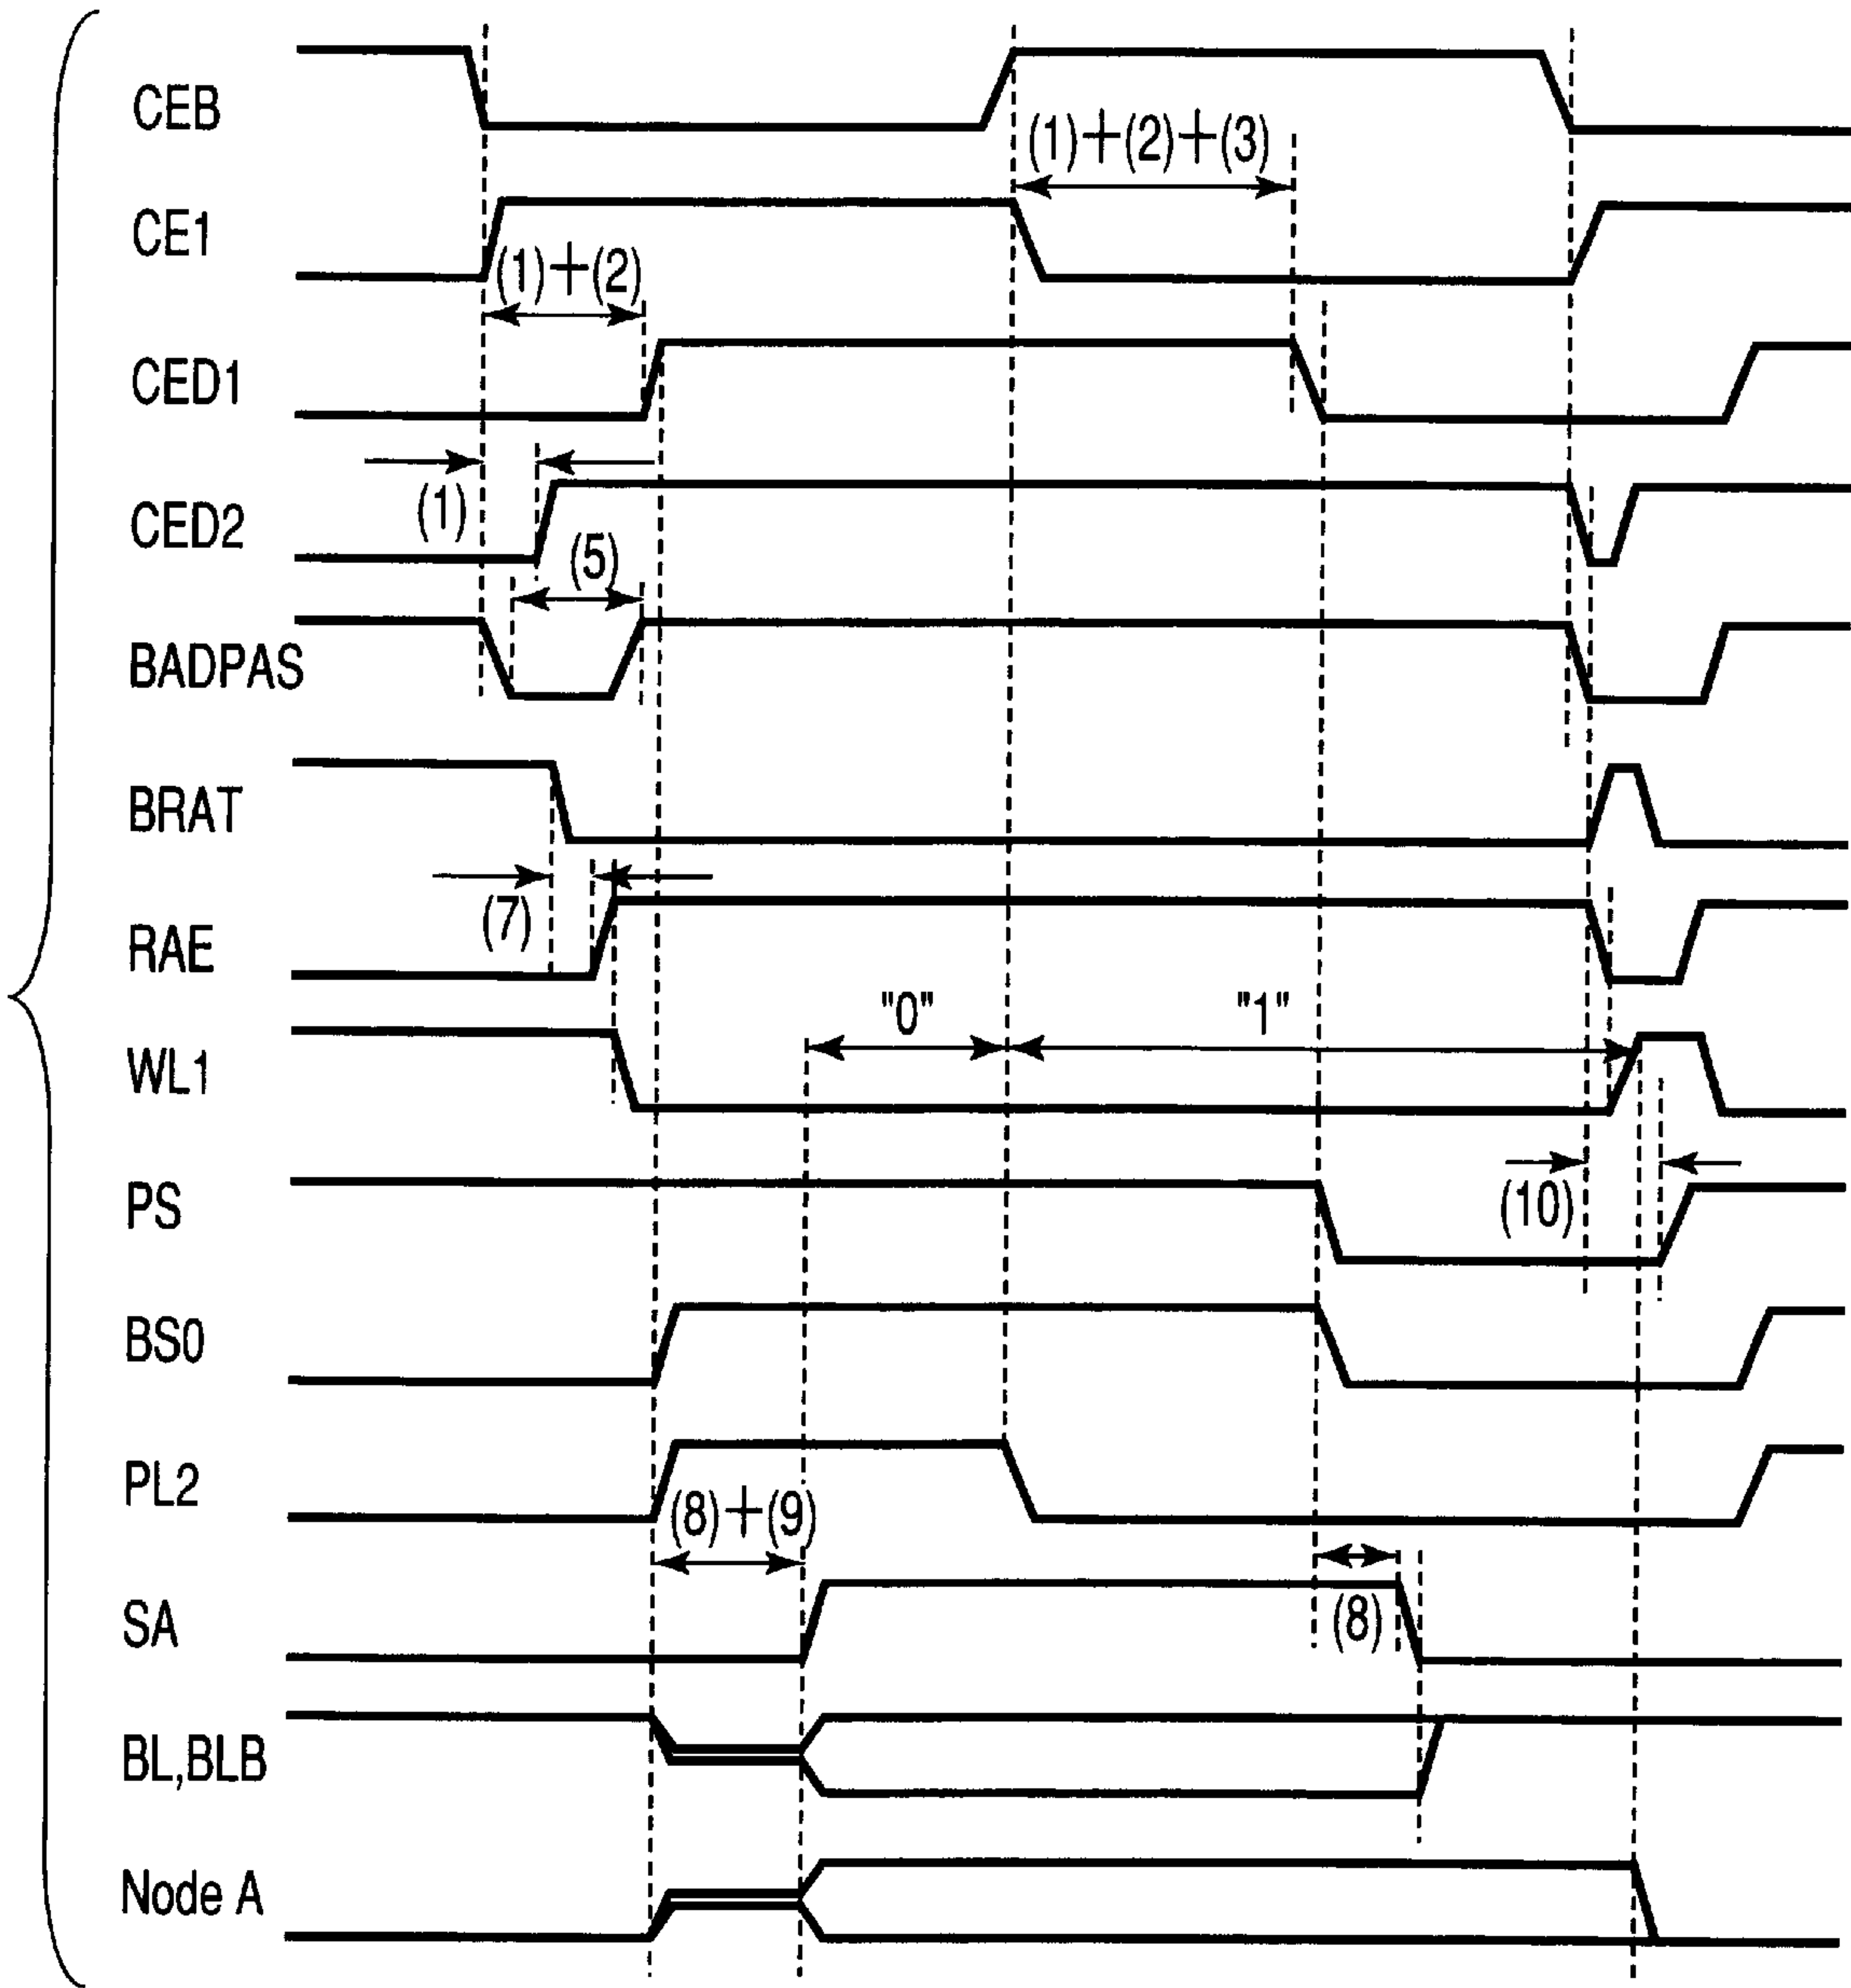 CEB
(1)+(2)+(3)
CE1
(1)+(2)
CED1
(1)
CED2
(5)
BADPAS
BRAT
(7)
RAE
"0"
"1"
WL1
PS
(10)
BS0
PL2
(8)+(9)
SA
(8)
BL,BLB
Node A